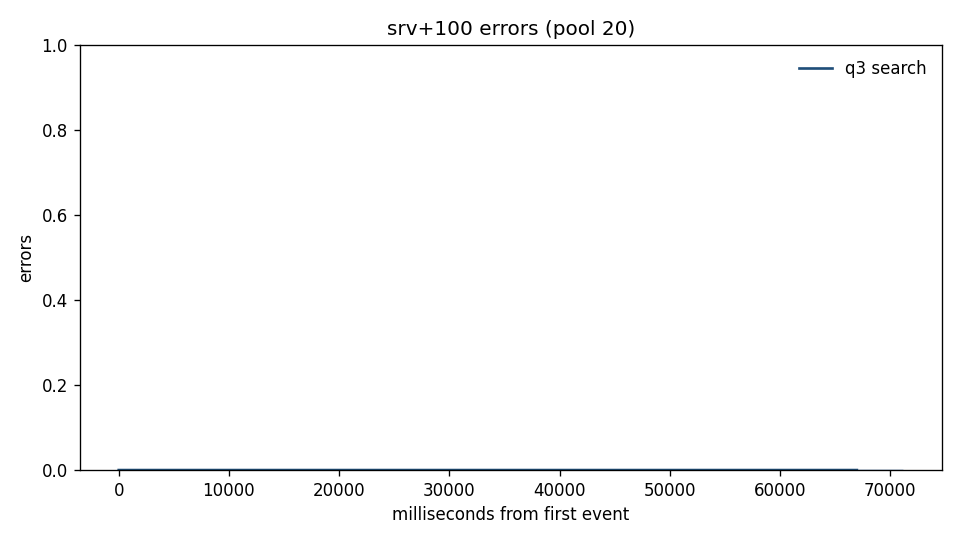 srv+100 errors (pool 20)
1.0
q3 search
0.8
0.6
errors
0.4
0.2
0.0
0 10000 20000 30000 40000 50000 60000 70000
milliseconds from first event